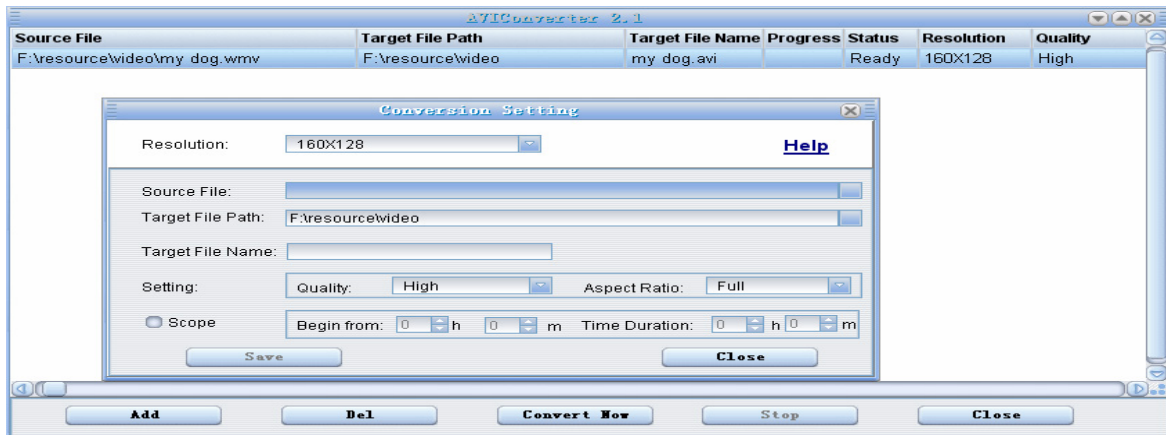 AVIConverter 2.1
Source File Target File Path Target File Name Progress Status Resolution Quality
F:\resource\video\my dog.wmv F:\resource\video my dog.avi Ready 160X128 High
Conversion Setting
Resolution: 160X128 Help
Source File:
Target File Path: F:\resource\video
Target File Name:
Setting: Quality: High Aspect Ratio: Full
Scope Begin from: 0 h 0 m Time Duration: 0 h 0 m
Save Close
Add Del Convert Now Stop Close